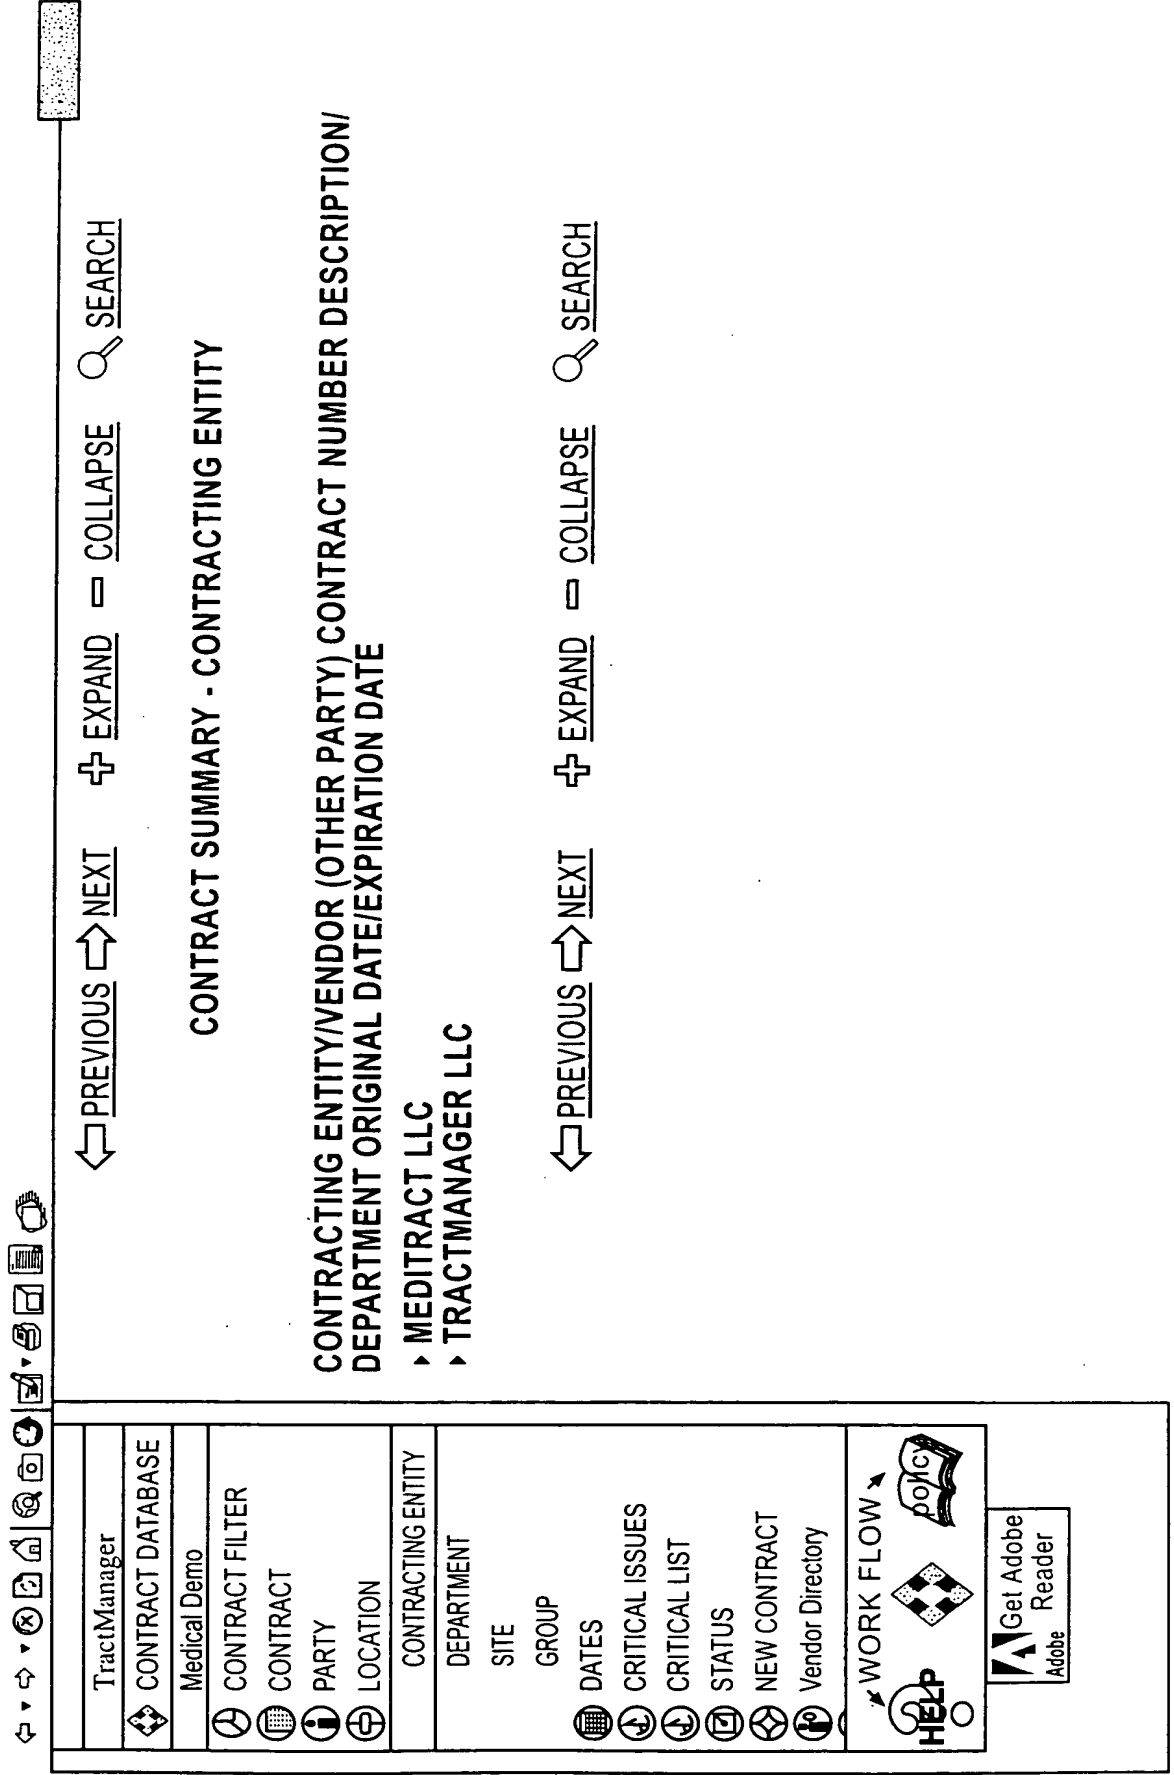 TractManager
CONTRACT DATABASE
Medical Demo
CONTRACT FILTER
CONTRACT
PARTY
LOCATION
CONTRACTING ENTITY
DEPARTMENT
SITE
GROUP
DATES
CRITICAL ISSUES
CRITICAL LIST
STATUS
NEW CONTRACT
Vendor Directory
WORK FLOW
HELP
policy
Get Adobe
Reader
Adobe
PREVIOUS NEXT EXPAND COLLAPSE SEARCH
CONTRACT SUMMARY - CONTRACTING ENTITY
CONTRACTING ENTITY/VENDOR (OTHER PARTY) CONTRACT NUMBER DESCRIPTION/
DEPARTMENT ORIGINAL DATE/EXPIRATION DATE
MEDITRACT LLC
TRACTMANAGER LLC
PREVIOUS NEXT EXPAND COLLAPSE SEARCH